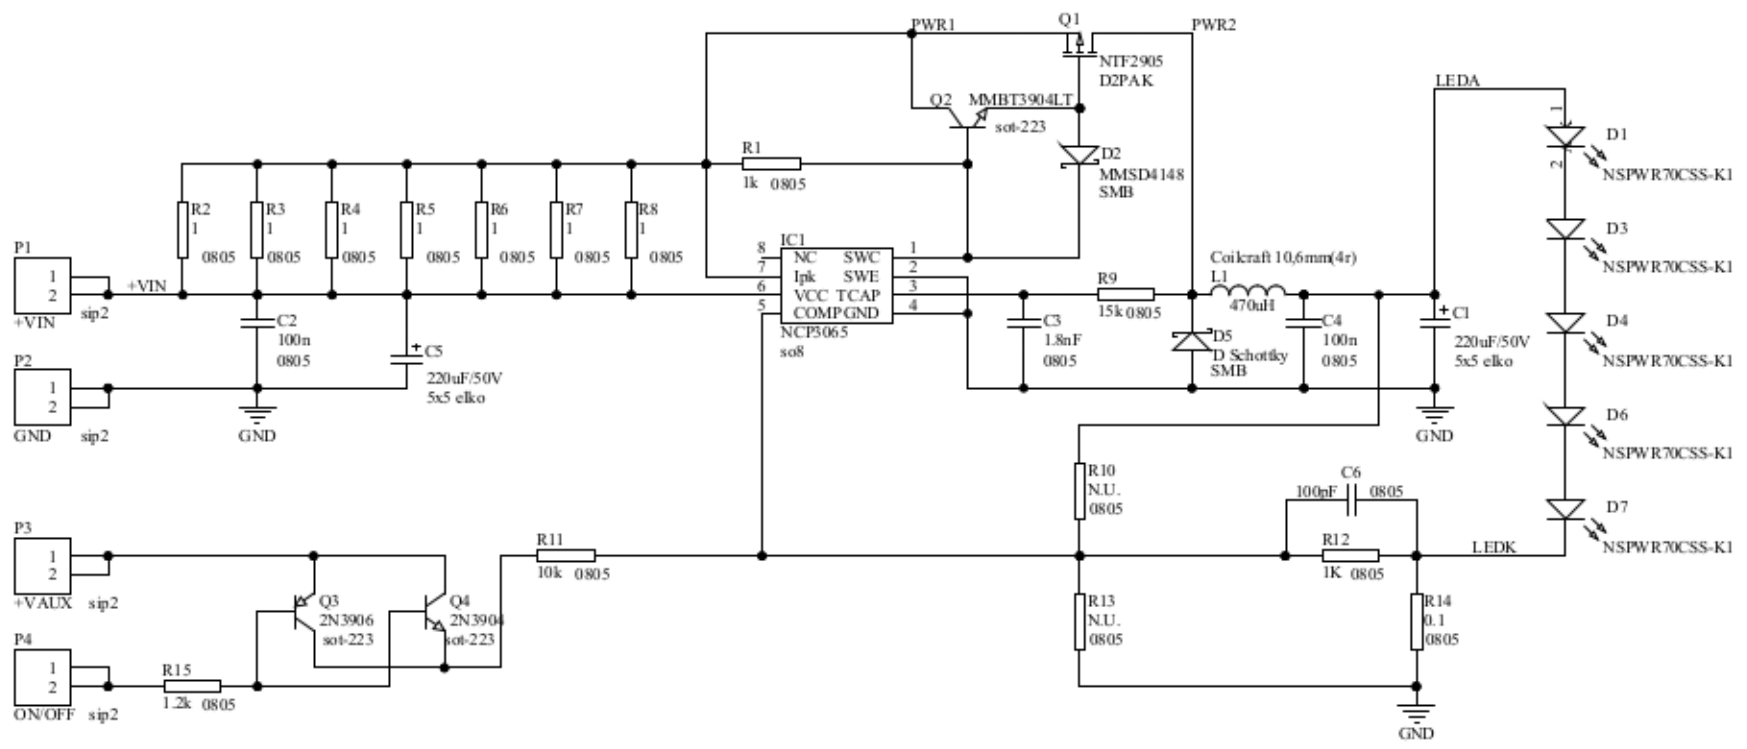 PWR1
Q1
PWR2
NTF2905
D2PAK
LEDA
Q2
MMBT3904LT
sot-223
1
2
D1
NSPWR70CSS-K1
R1
1k 0805
D2
MMSD4148
SMB
R2
1
0805
R3
1
0805
R4
1
0805
R5
1
0805
R6
1
0805
R7
1
0805
R8
1
0805
D3
NSPWR70CSS-K1
P1
1
2
+VIN
sip2
+VIN
IC1
8 NC SWC 1
7 Ipk SWE 2
6 VCC TCAP 3
5 COMP GND 4
NCP3065
so8
Coilcraft 10,6mm(4r)
L1
470uH
R9
15k 0805
C2
100n
0805
C5
+
220uF/50V
5x5 elko
C3
1.8nF
0805
D5
D Schottky
SMB
C4
100n
0805
C1
+
220uF/50V
5x5 elko
D4
NSPWR70CSS-K1
P2
1
2
GND
sip2
GND
GND
D6
NSPWR70CSS-K1
R10
N.U.
0805
C6
100pF 0805
D7
NSPWR70CSS-K1
P3
1
2
+VAUX
sip2
R11
10k 0805
R12
1K 0805
LEDK
Q3
2N3906
sot-223
Q4
2N3904
sot-223
R13
N.U.
0805
R14
0.1
0805
P4
1
2
ON/OFF
sip2
R15
1.2k 0805
GND